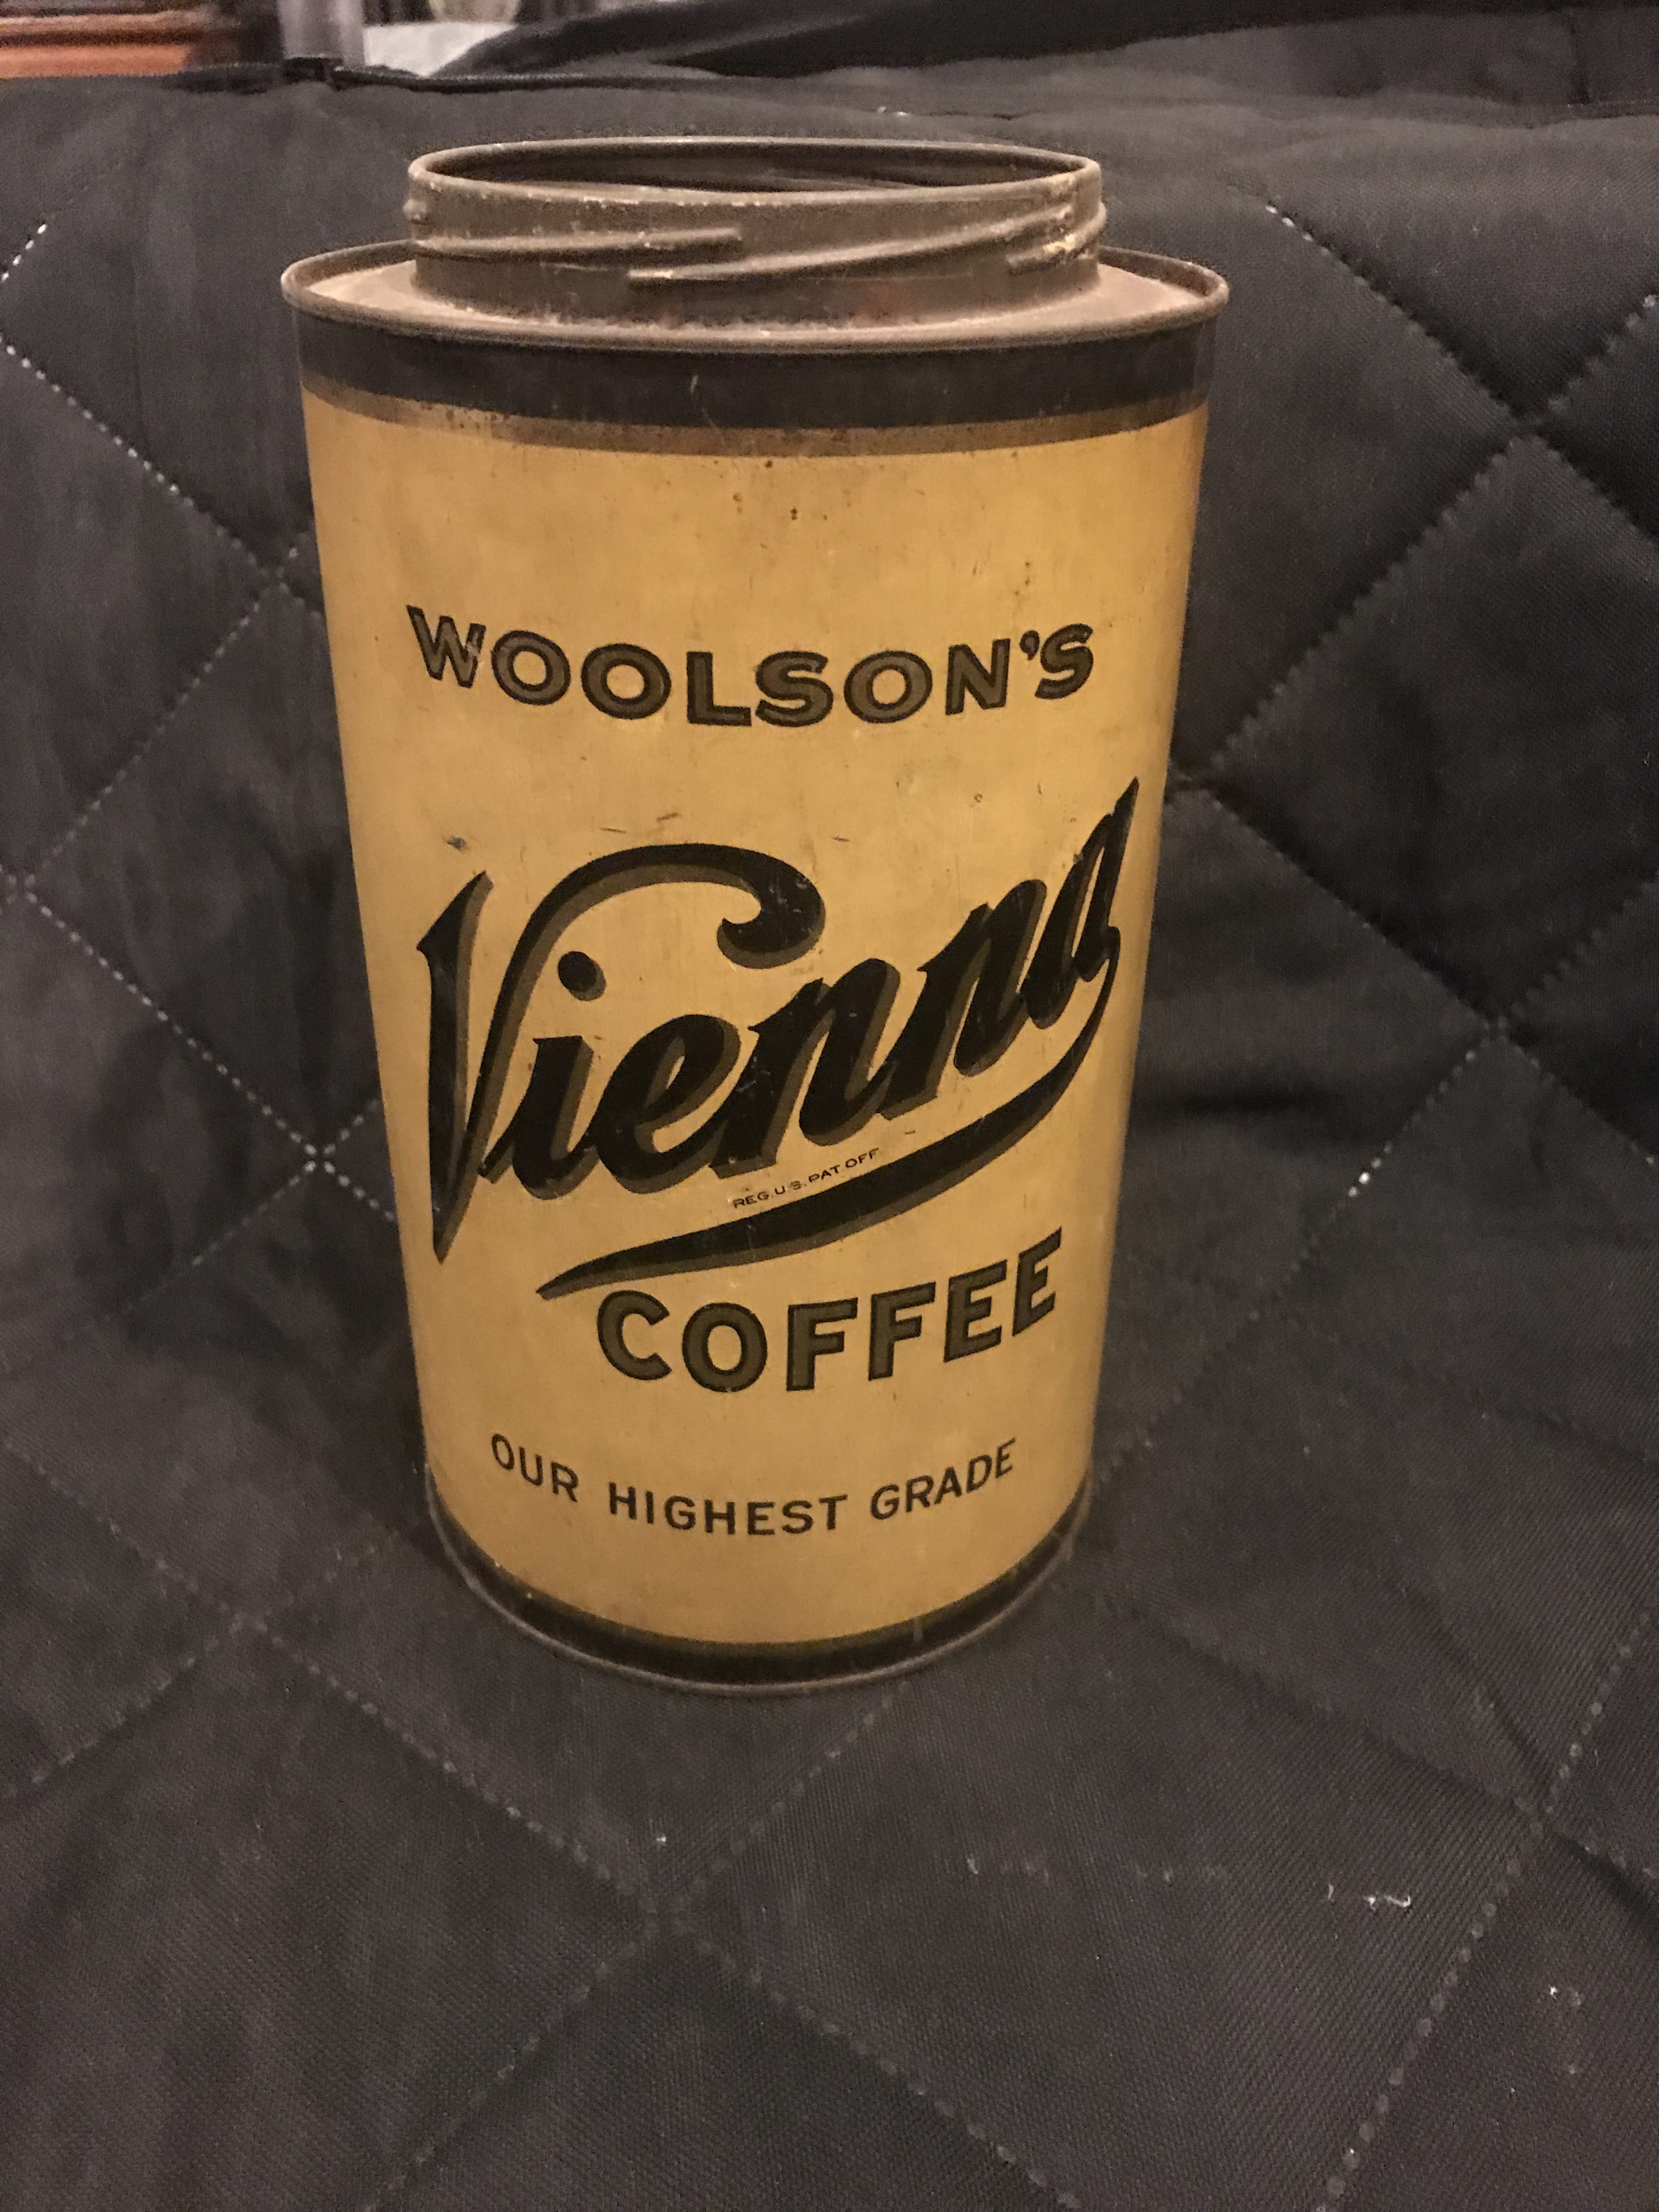 WOOLSON'S
Vienna
REG. U.S. PAT OFF
COFFEE
OUR HIGHEST GRADE